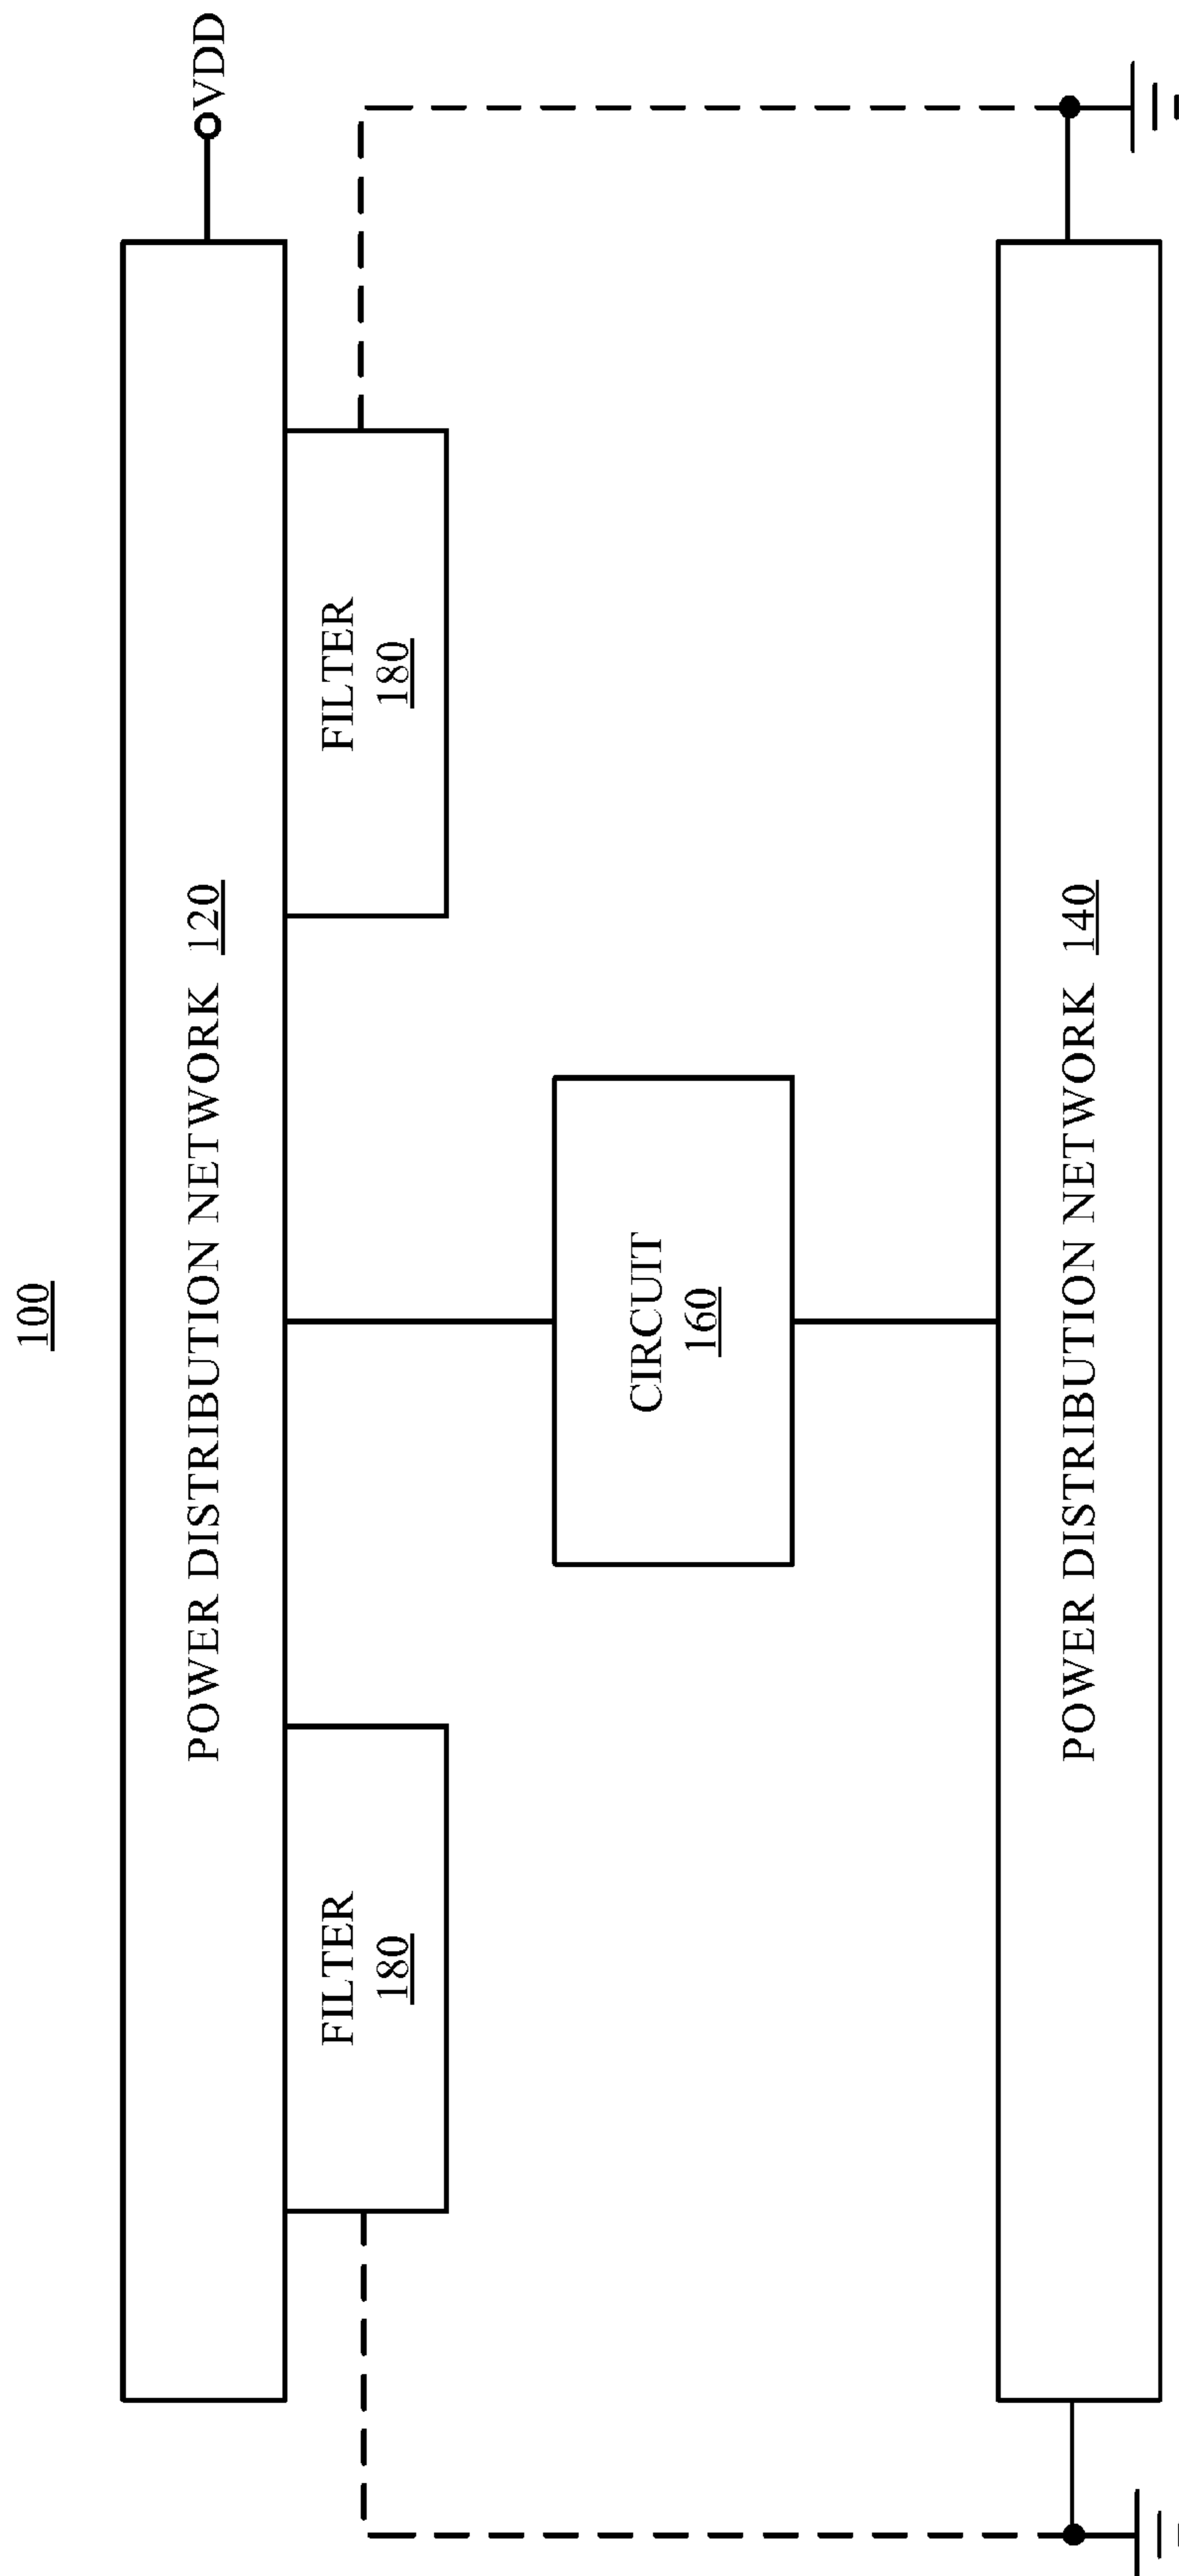 100
VDD
POWER DISTRIBUTION NETWORK 120
FILTER
180
FILTER
180
CIRCUIT
160
POWER DISTRIBUTION NETWORK 140